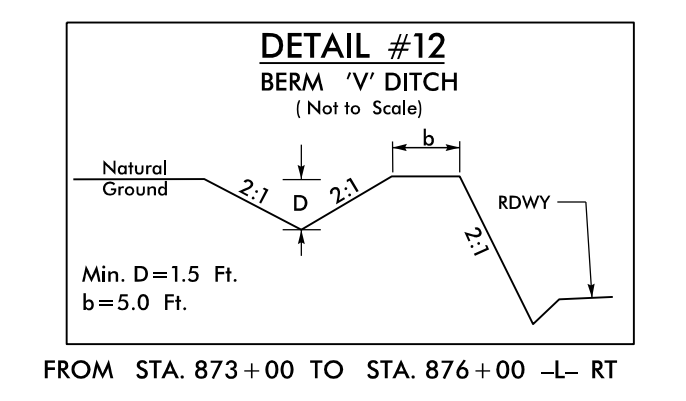 DETAIL #12
BERM 'V' DITCH
( Not to Scale)
b
Natural
Ground
2:1
D
2:1
RDWY
2:1
Min. D=1.5 Ft.
b=5.0 Ft.
FROM STA. 873+00 TO STA. 876+00 -L- RT